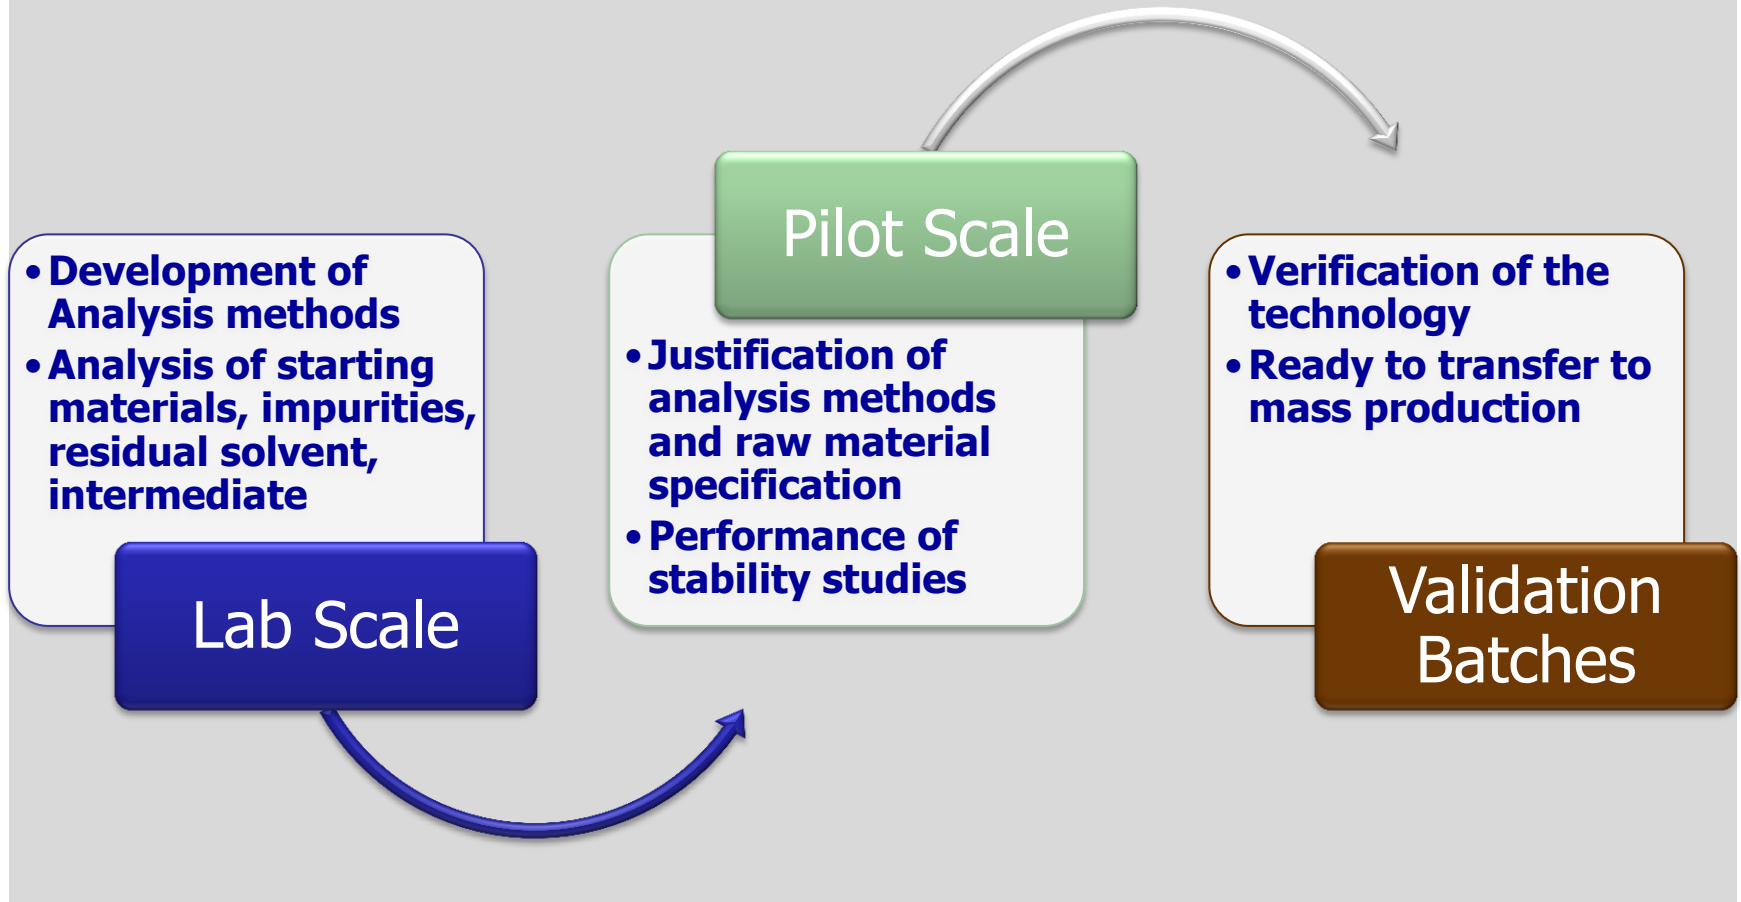 • Development of
Analysis methods
• Analysis of starting
materials, impurities,
residual solvent,
intermediate
Lab Scale
Pilot Scale
• Justification of
analysis methods
and raw material
specification
• Performance of
stability studies
• Verification of the
technology
• Ready to transfer to
mass production
Validation
Batches